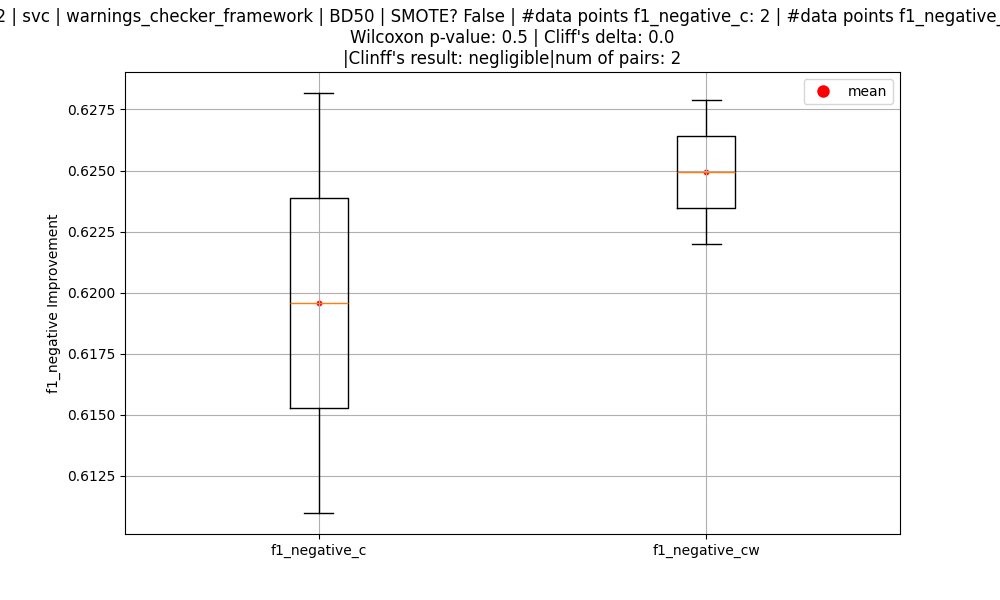 2 | svc | warnings_checker_framework | BD50 | SMOTE? False | #data points f1_negative_c: 2 | #data points f1_negative_
Wilcoxon p-value: 0.5 | Cliff's delta: 0.0
|Clinff's result: negligible|num of pairs: 2
mean
0.6275
0.6250
0.6225
0.6200
0.6175
0.6150
0.6125
f1_negative Improvement
f1_negative_c
f1_negative_cw